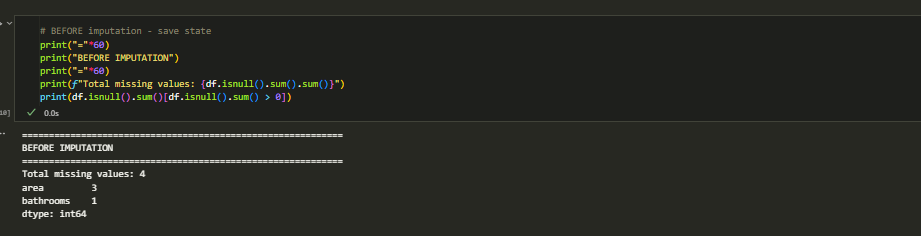 # BEFORE imputation - save state
print("="*60)
print("BEFORE IMPUTATION")
print("="*60)
print(f"Total missing values: {df.isnull().sum().sum()}")
print(df.isnull().sum()[df.isnull().sum() > 0])
0.0s
============================================================
BEFORE IMPUTATION
============================================================
Total missing values: 4
area         3
bathrooms    1
dtype: int64